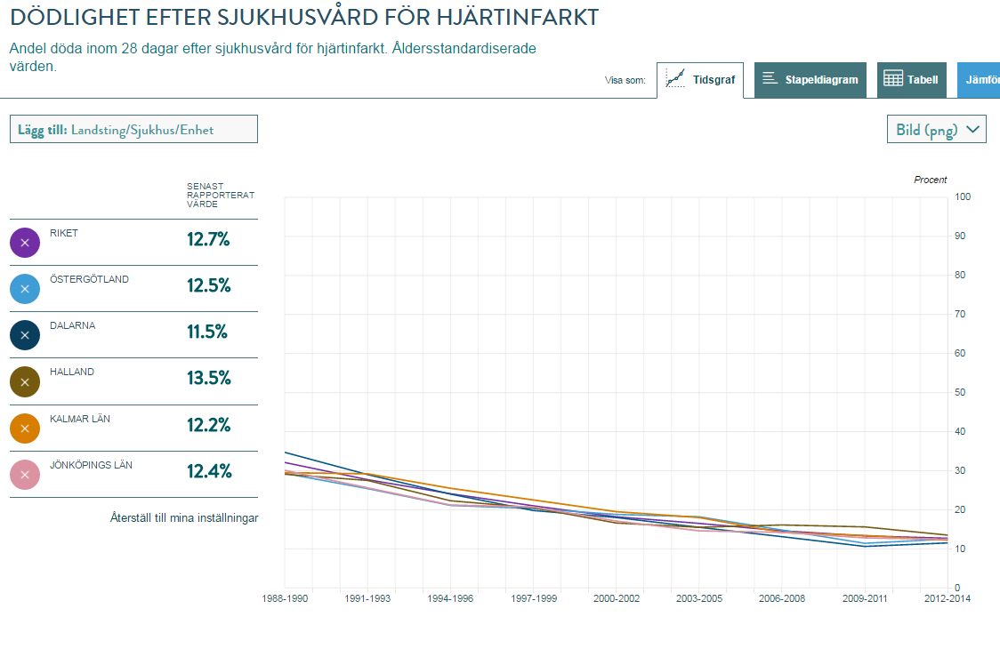 DÖDLIGHET EFTER SJUKHUSVÅRD FÖR HJÄRTINFARKT
Andel döda inom 28 dagar efter sjukhusvård för hjärtinfarkt. Åldersstandardiserade
värden.
Visa som:
Tidsgraf
Stapeldiagram
Tabell
Lägg till: Landsting/Sjukhus/Enhet
Bild (png)
SENAST
RAPPORTERAT
VÄRDE
RIKET 12.7%
ÖSTERGÖTLAND 12.5%
DALARNA 11.5%
HALLAND 13.5%
KALMAR LÄN 12.2%
JÖNKÖPINGS LÄN 12.4%
Återställ till mina inställningar
Procent
100
90
80
70
60
50
40
30
20
10
0
1988-1990 1991-1993 1994-1996 1997-1999 2000-2002 2003-2005 2006-2008 2009-2011 2012-2014